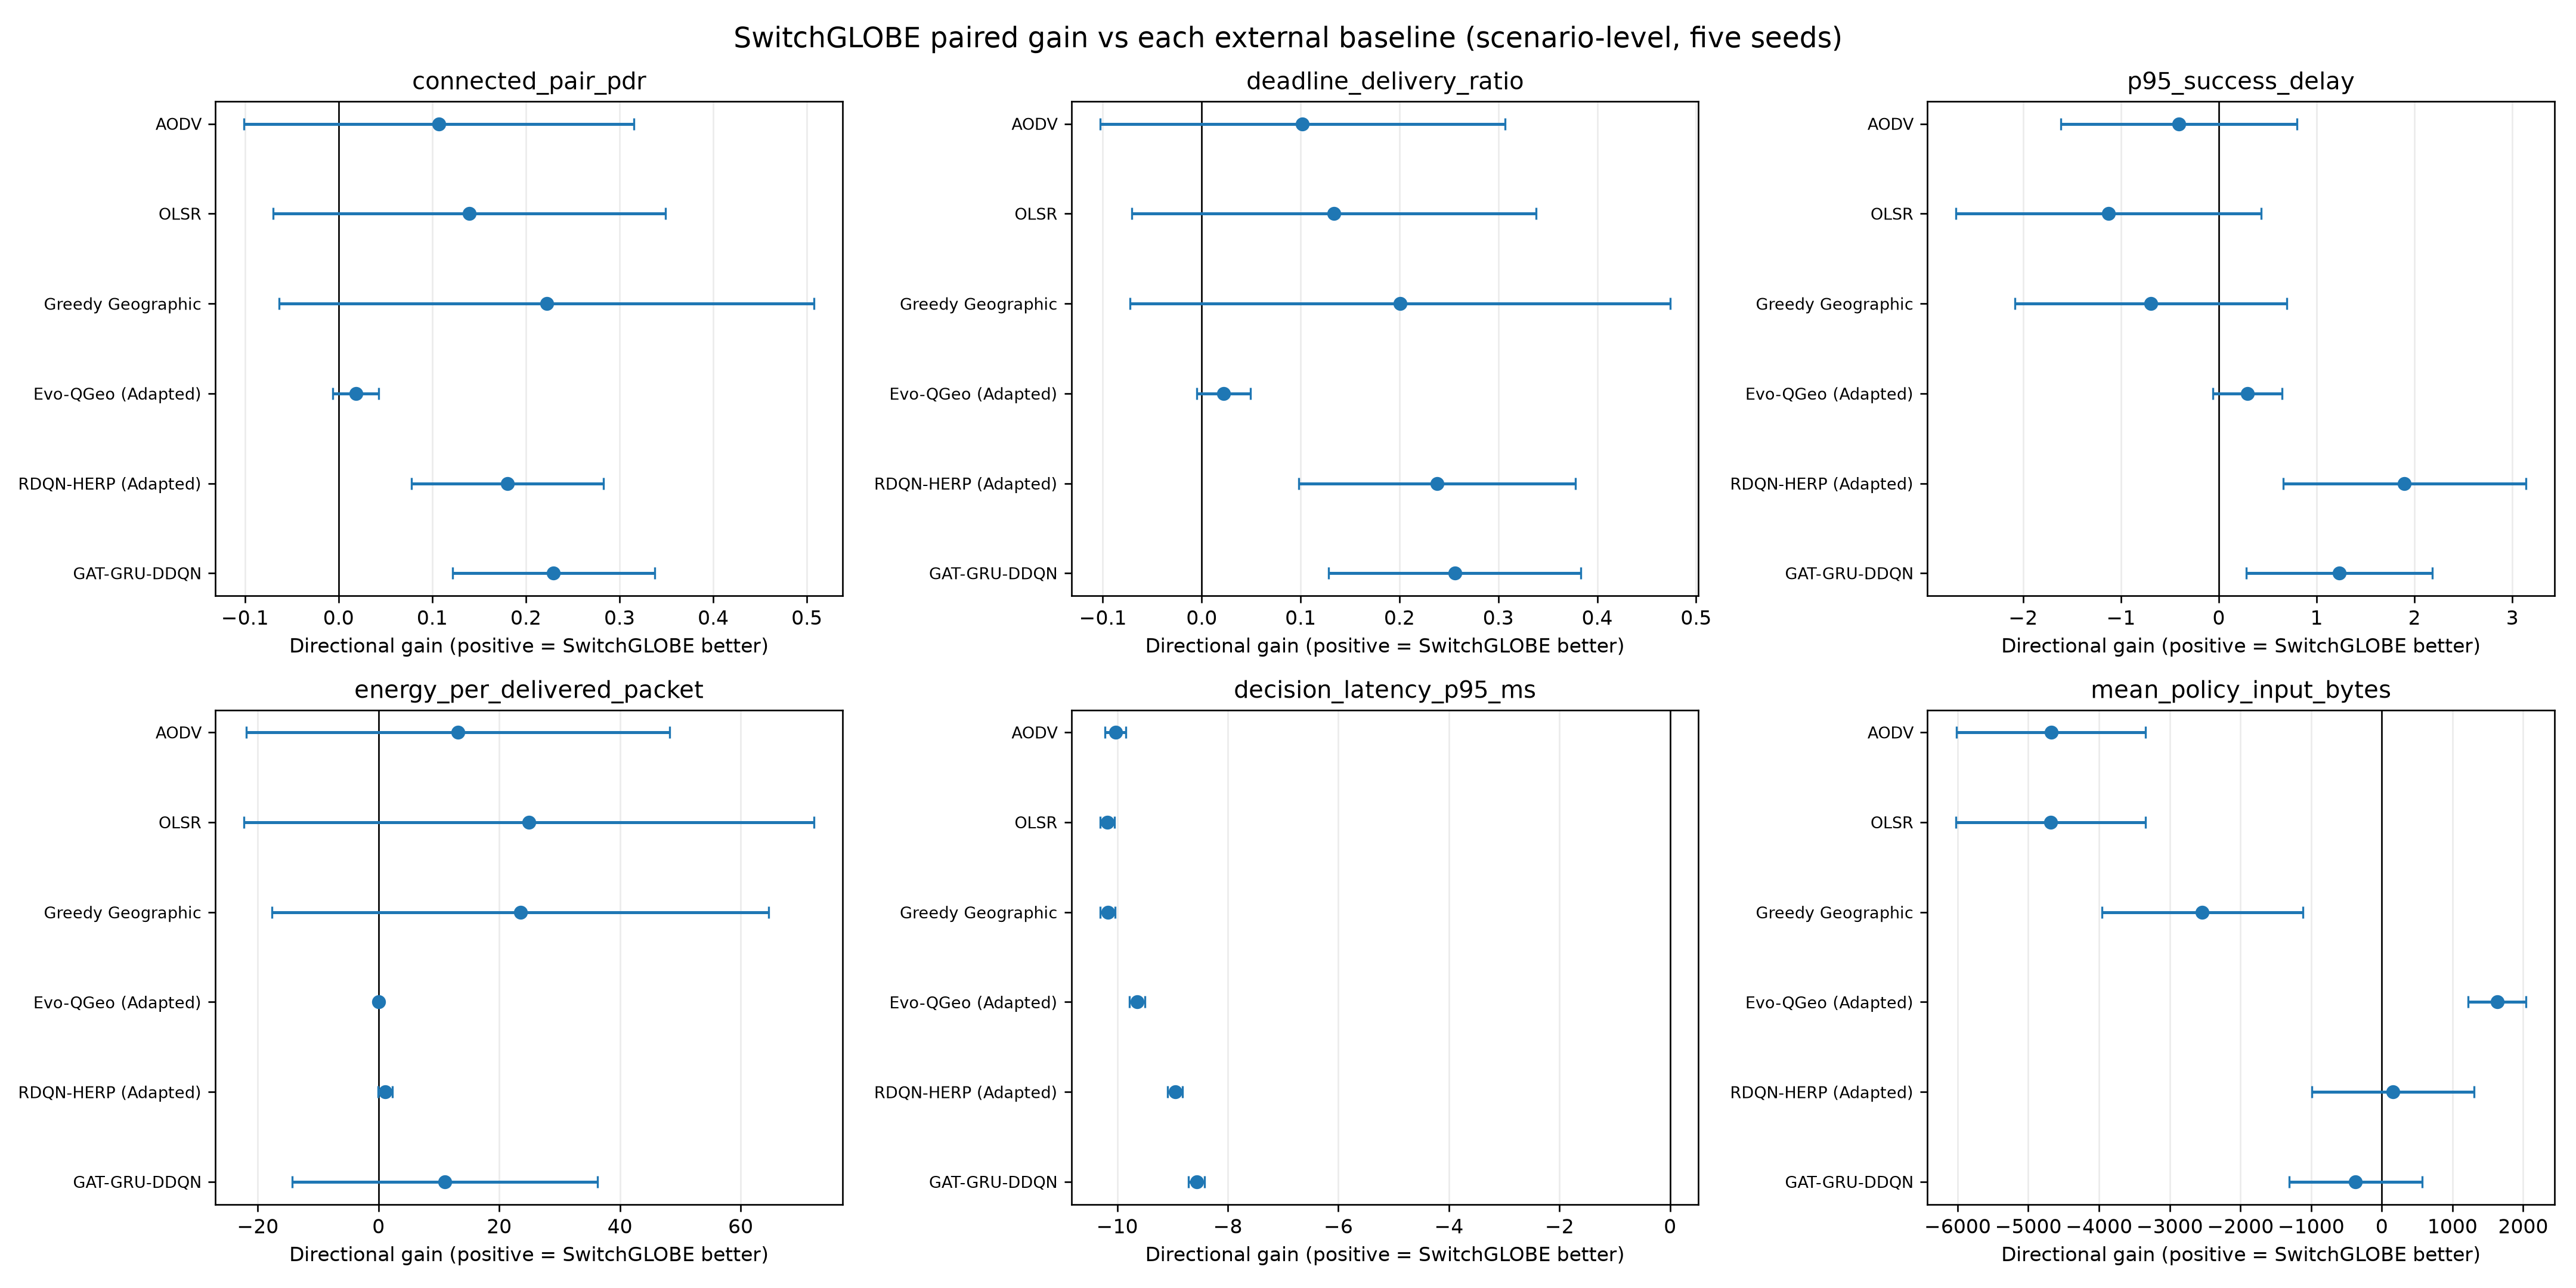 SwitchGLOBE paired gain vs each external baseline (scenario-level, five seeds)
connected_pair_pdr
AODV
OLSR
Greedy Geographic
Evo-QGeo (Adapted)
RDQN-HERP (Adapted)
GAT-GRU-DDQN
−0.1 0.0 0.1 0.2 0.3 0.4 0.5
Directional gain (positive = SwitchGLOBE better)
deadline_delivery_ratio
AODV
OLSR
Greedy Geographic
Evo-QGeo (Adapted)
RDQN-HERP (Adapted)
GAT-GRU-DDQN
−0.1 0.0 0.1 0.2 0.3 0.4 0.5
Directional gain (positive = SwitchGLOBE better)
p95_success_delay
AODV
OLSR
Greedy Geographic
Evo-QGeo (Adapted)
RDQN-HERP (Adapted)
GAT-GRU-DDQN
−2 −1 0 1 2 3
Directional gain (positive = SwitchGLOBE better)
energy_per_delivered_packet
AODV
OLSR
Greedy Geographic
Evo-QGeo (Adapted)
RDQN-HERP (Adapted)
GAT-GRU-DDQN
−20 0 20 40 60
Directional gain (positive = SwitchGLOBE better)
decision_latency_p95_ms
AODV
OLSR
Greedy Geographic
Evo-QGeo (Adapted)
RDQN-HERP (Adapted)
GAT-GRU-DDQN
−10 −8 −6 −4 −2 0
Directional gain (positive = SwitchGLOBE better)
mean_policy_input_bytes
AODV
OLSR
Greedy Geographic
Evo-QGeo (Adapted)
RDQN-HERP (Adapted)
GAT-GRU-DDQN
−6000 −5000 −4000 −3000 −2000 −1000 0 1000 2000
Directional gain (positive = SwitchGLOBE better)